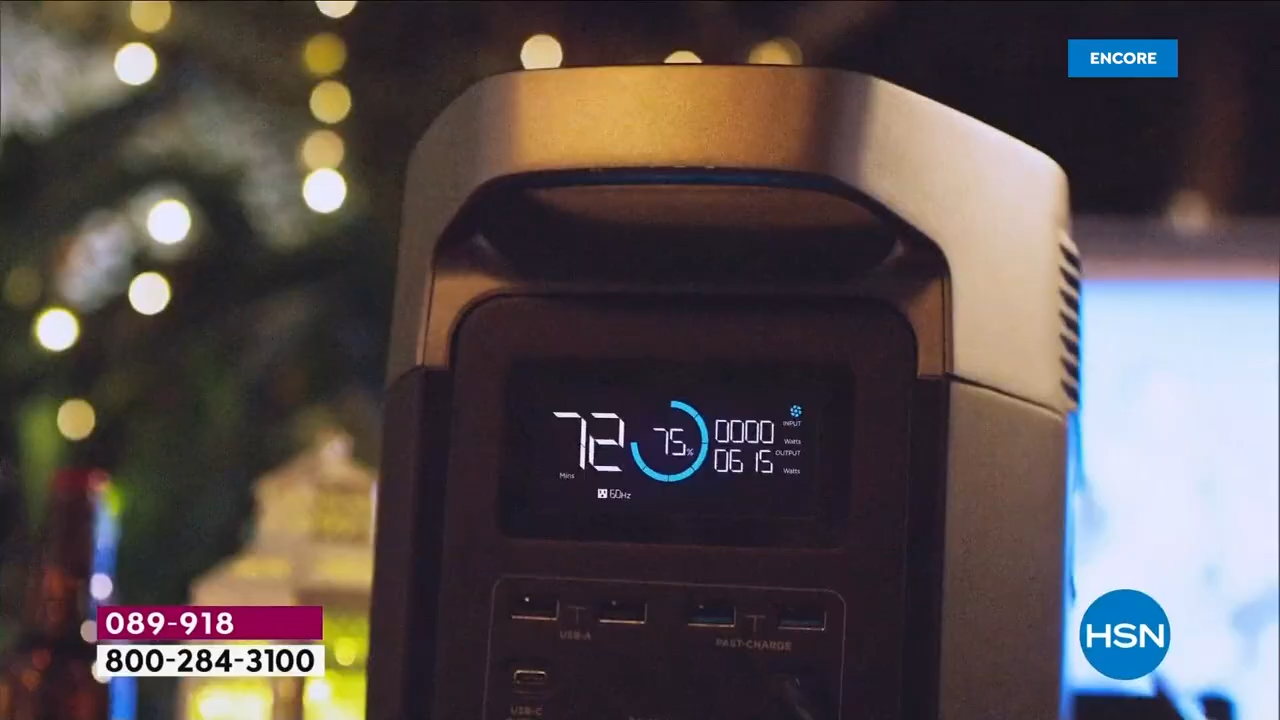 ENCORE
72
Mins
75%
0000
INPUT
Watts
0615
OUTPUT
Watts
60Hz
USB-A
FAST-CHARGE
USB-C
089-918
800-284-3100
HSN